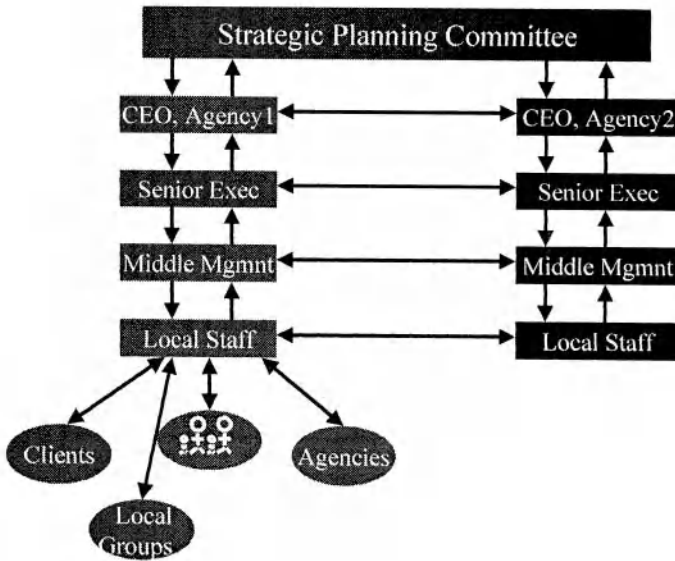 Strategic Planning Committee
CEO, Agency1
CEO, Agency2
Senior Exec
Senior Exec
Middle Mgmnt
Middle Mgmnt
Local Staff
Local Staff
Clients
Agencies
Local
Groups